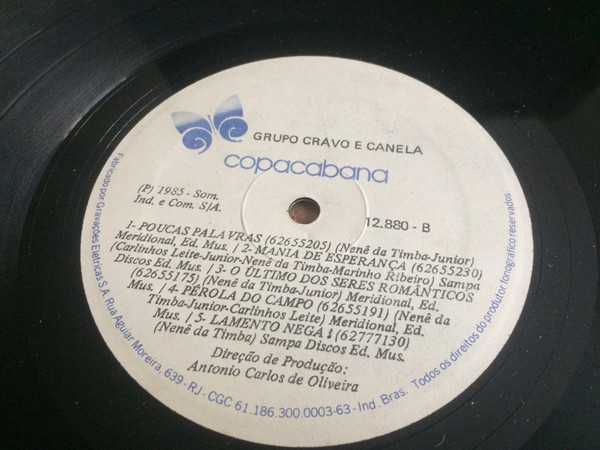 GRUPO CRAVO E CANELA
copacabana
(P) 1985 - Som.
Ind. e Com. S/A.
12.880 - B
1- POUCAS PALAVRAS (62655205) (Nenê da Timba-Junior)
Meridional, Ed. Mus. / 2- MANIA DE ESPERANÇA (62655230)
(Carlinhos Leite-Junior-Nenê da Timba-Marinho Ribeiro) Sampa
Discos Ed. Mus / 3- O ÚLTIMO DOS SERES ROMÂNTICOS
(62655175) (Nenê da Timba-Junior) Meridional, Ed.
Mus. / 4- PÉROLA DO CAMPO (62655191) (Nenê da
Timba-Junior-Carlinhos Leite) Meridional, Ed.
Mus. / 5- LAMENTO NEGÁ (62777130)
(Nenê da Timba) Sampa Discos Ed. Mus.
Direção de Produção:
Antonio Carlos de Oliveira
Fabricado por Gravações Elétricas S.A. Rua Aguiar Moreira, 639 - RJ - CGC 61.186.300.0003-63 - Ind. Bras. Todos os direitos do produtor fonográfico reservados